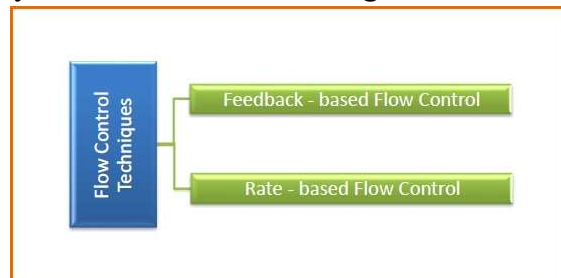 Flow Control
Techniques
Feedback - based Flow Control
Rate - based Flow Control